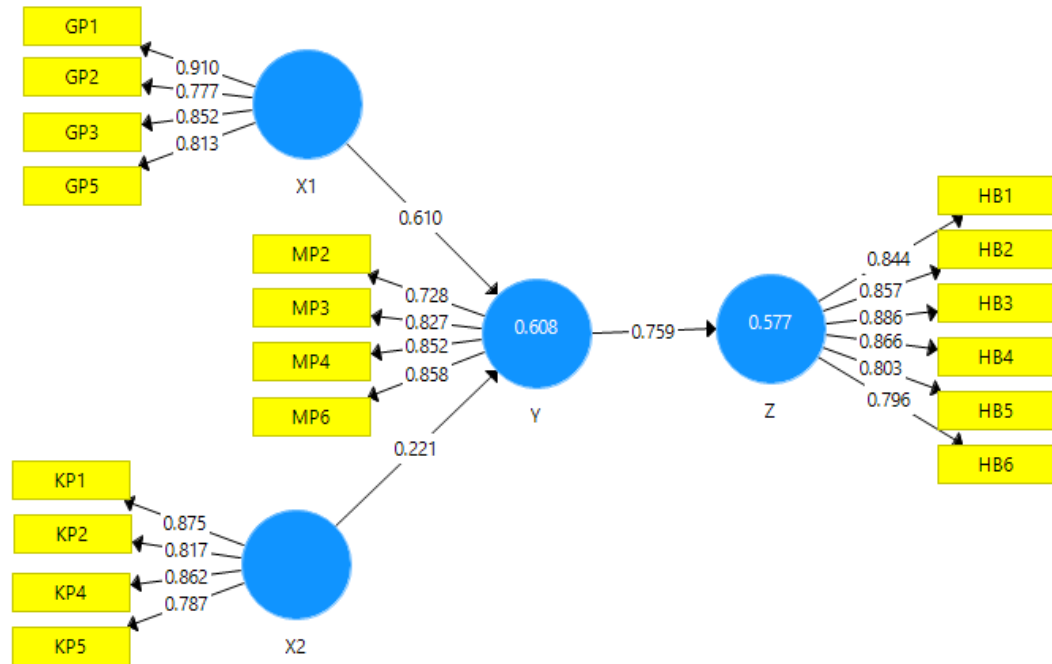 GP1
GP2
GP3
GP5
0.910
0.777
0.852
0.813
X1
0.610
MP2
MP3
MP4
MP6
0.728
0.827
0.852
0.858
0.608
Y
0.759
0.577
Z
HB1
HB2
HB3
HB4
HB5
HB6
0.844
0.857
0.886
0.866
0.803
0.796
0.221
KP1
KP2
KP4
KP5
0.875
0.817
0.862
0.787
X2